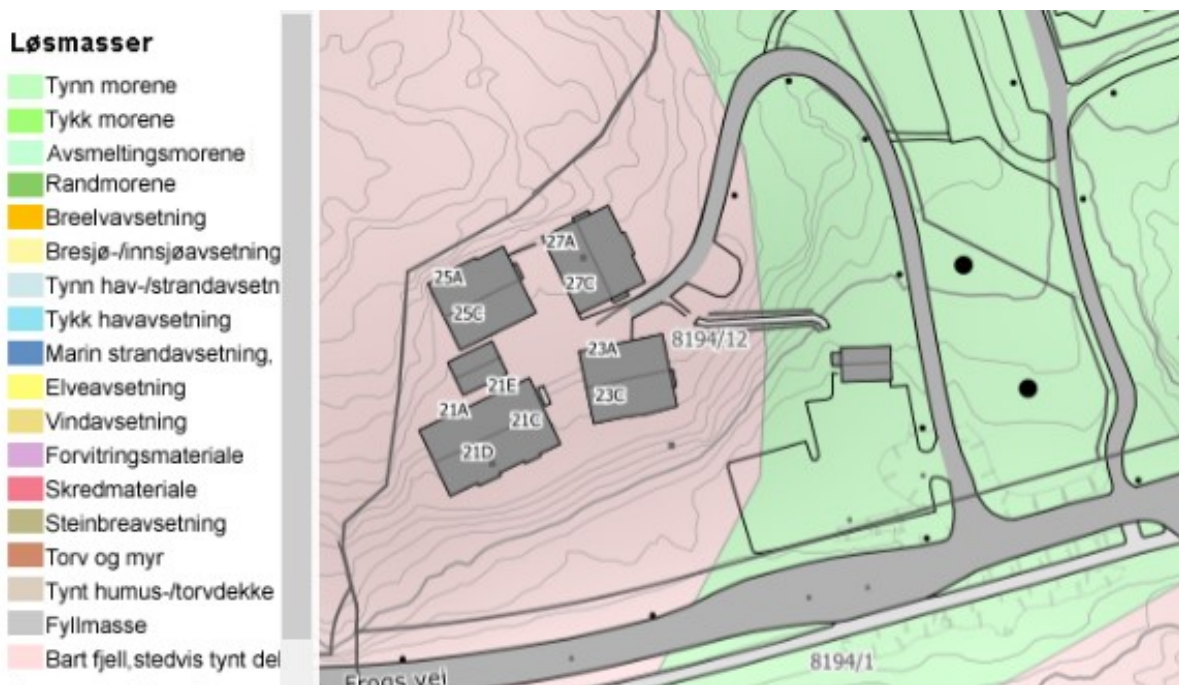 Løsmasser
Tynn morene
Tykk morene
Avsmeltingsmorene
Randmorene
Breelvavsetning
Bresjø-/innsjøavsetning
Tynn hav-/strandavsetn
Tykk havavsetning
Marin strandavsetning,
Elveavsetning
Vindavsetning
Forvitringsmateriale
Skredmateriale
Steinbreavsetning
Torv og myr
Tynt humus-/torvdekke
Fyllmasse
Bart fjell,stedvis tynt del
27A
27C
25A
25C
8194/12
23A
23C
21E
21A
21C
21D
8194/1
Frogs vei